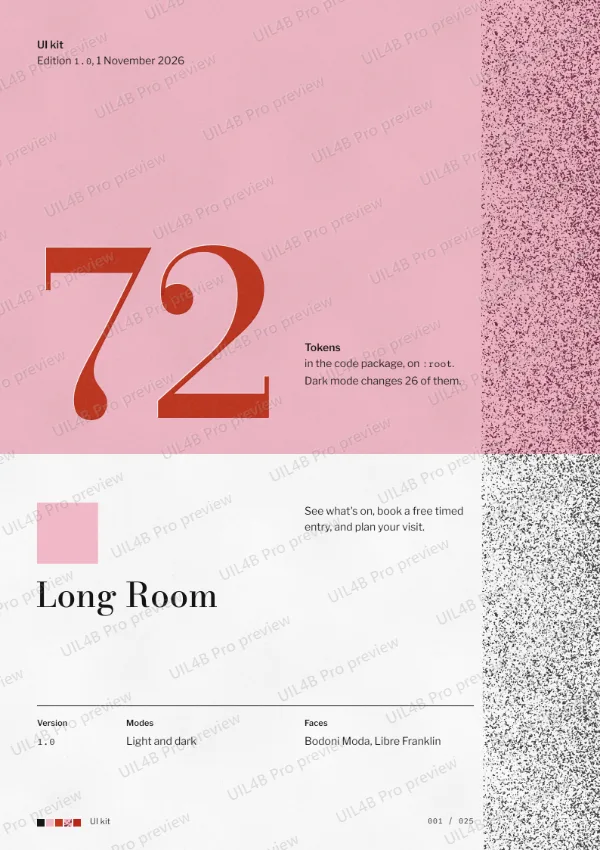 UI kit
Edition 1.0, 1 November 2026
72
Tokens
in the code package, on :root.
Dark mode changes 26 of them.
See what's on, book a free timed
entry, and plan your visit.
Long Room
Version
1.0
Modes
Light and dark
Faces
Bodoni Moda, Libre Franklin
UI kit
001 / 025
UIL4B Pro preview